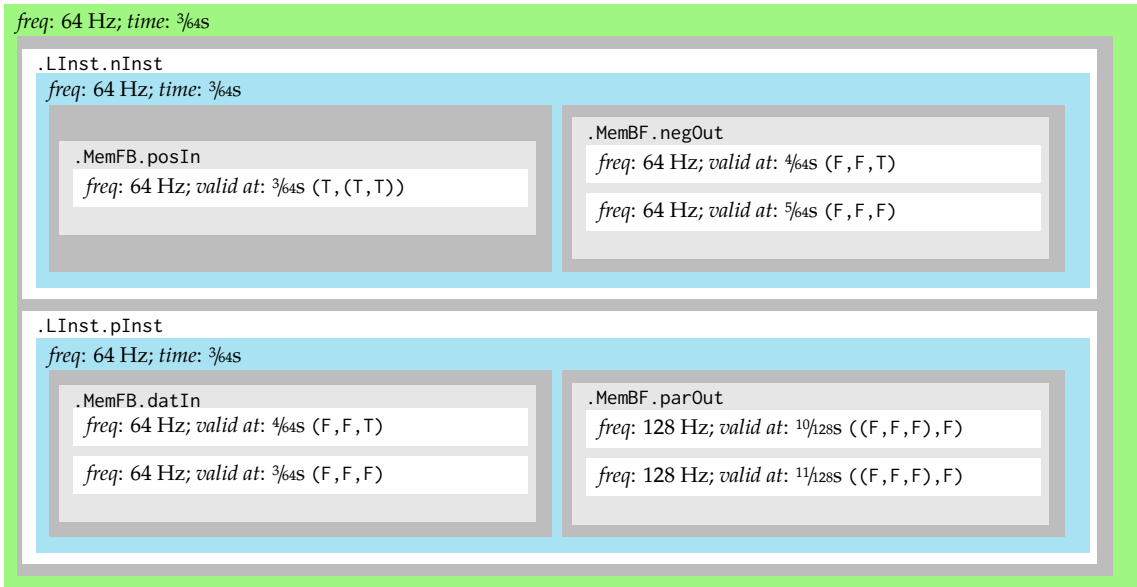 freq: 64 Hz; time: 3/64s
.LInst.nInst
freq: 64 Hz; time: 3/64s
.MemFB.posIn
freq: 64 Hz; valid at: 3/64s (T,(T,T))
.MemBF.negOut
freq: 64 Hz; valid at: 4/64s (F,F,T)
freq: 64 Hz; valid at: 5/64s (F,F,F)
.LInst.pInst
freq: 64 Hz; time: 3/64s
.MemFB.datIn
freq: 64 Hz; valid at: 4/64s (F,F,T)
freq: 64 Hz; valid at: 3/64s (F,F,F)
.MemBF.parOut
freq: 128 Hz; valid at: 10/128s ((F,F,F),F)
freq: 128 Hz; valid at: 11/128s ((F,F,F),F)